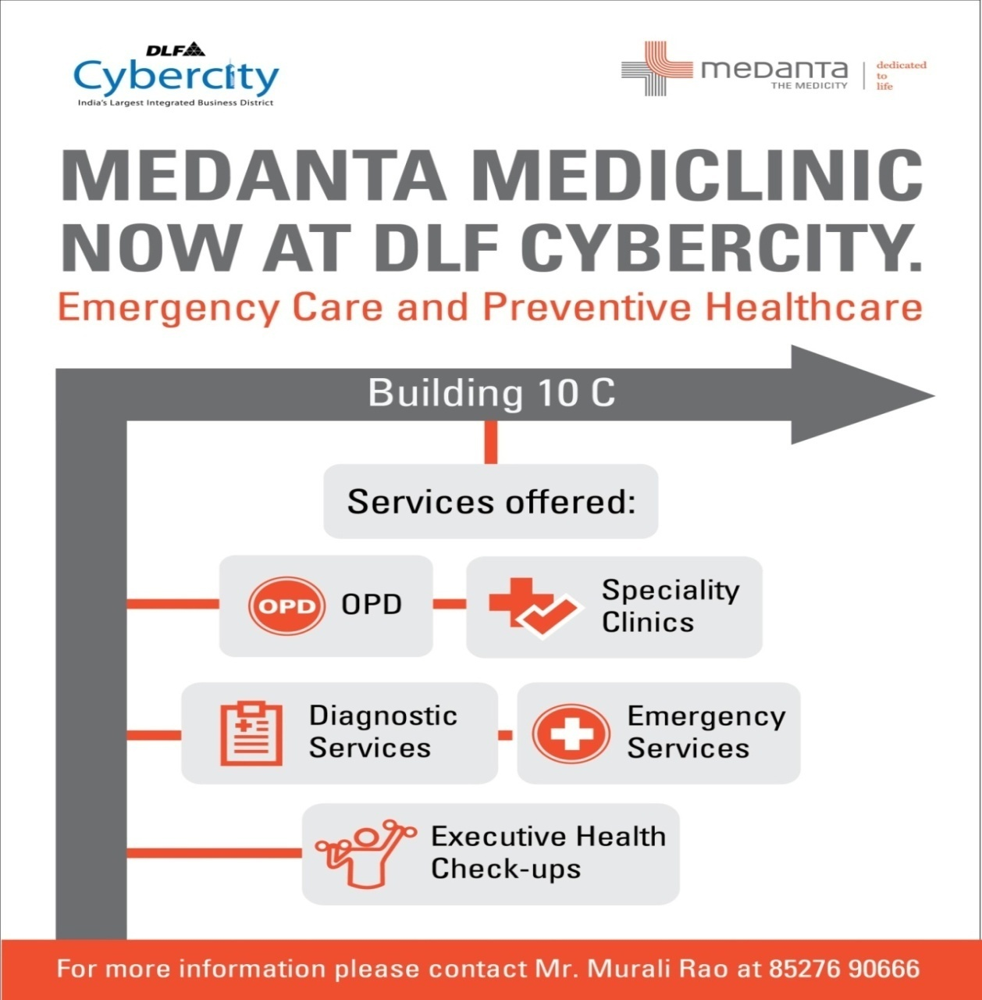 DLF
Cybercity
India's Largest Integrated Business District
medanta
THE MEDICITY
dedicated
to
life
MEDANTA MEDICLINIC
NOW AT DLF CYBERCITY.
Emergency Care and Preventive Healthcare
Building 10 C
Services offered:
OPD OPD
Speciality
Clinics
Diagnostic
Services
Emergency
Services
Executive Health
Check-ups
For more information please contact Mr. Murali Rao at 85276 90666